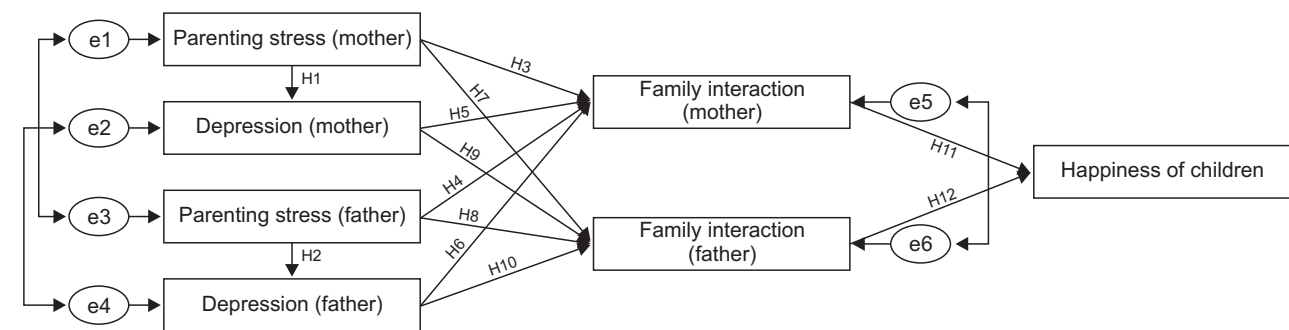 e1
Parenting stress (mother)
H1
e2
Depression (mother)
e3
Parenting stress (father)
H2
e4
Depression (father)
H3
H7
H5
H9
H4
H8
H6
H10
Family interaction
(mother)
e5
Family interaction
(father)
e6
H11
H12
Happiness of children